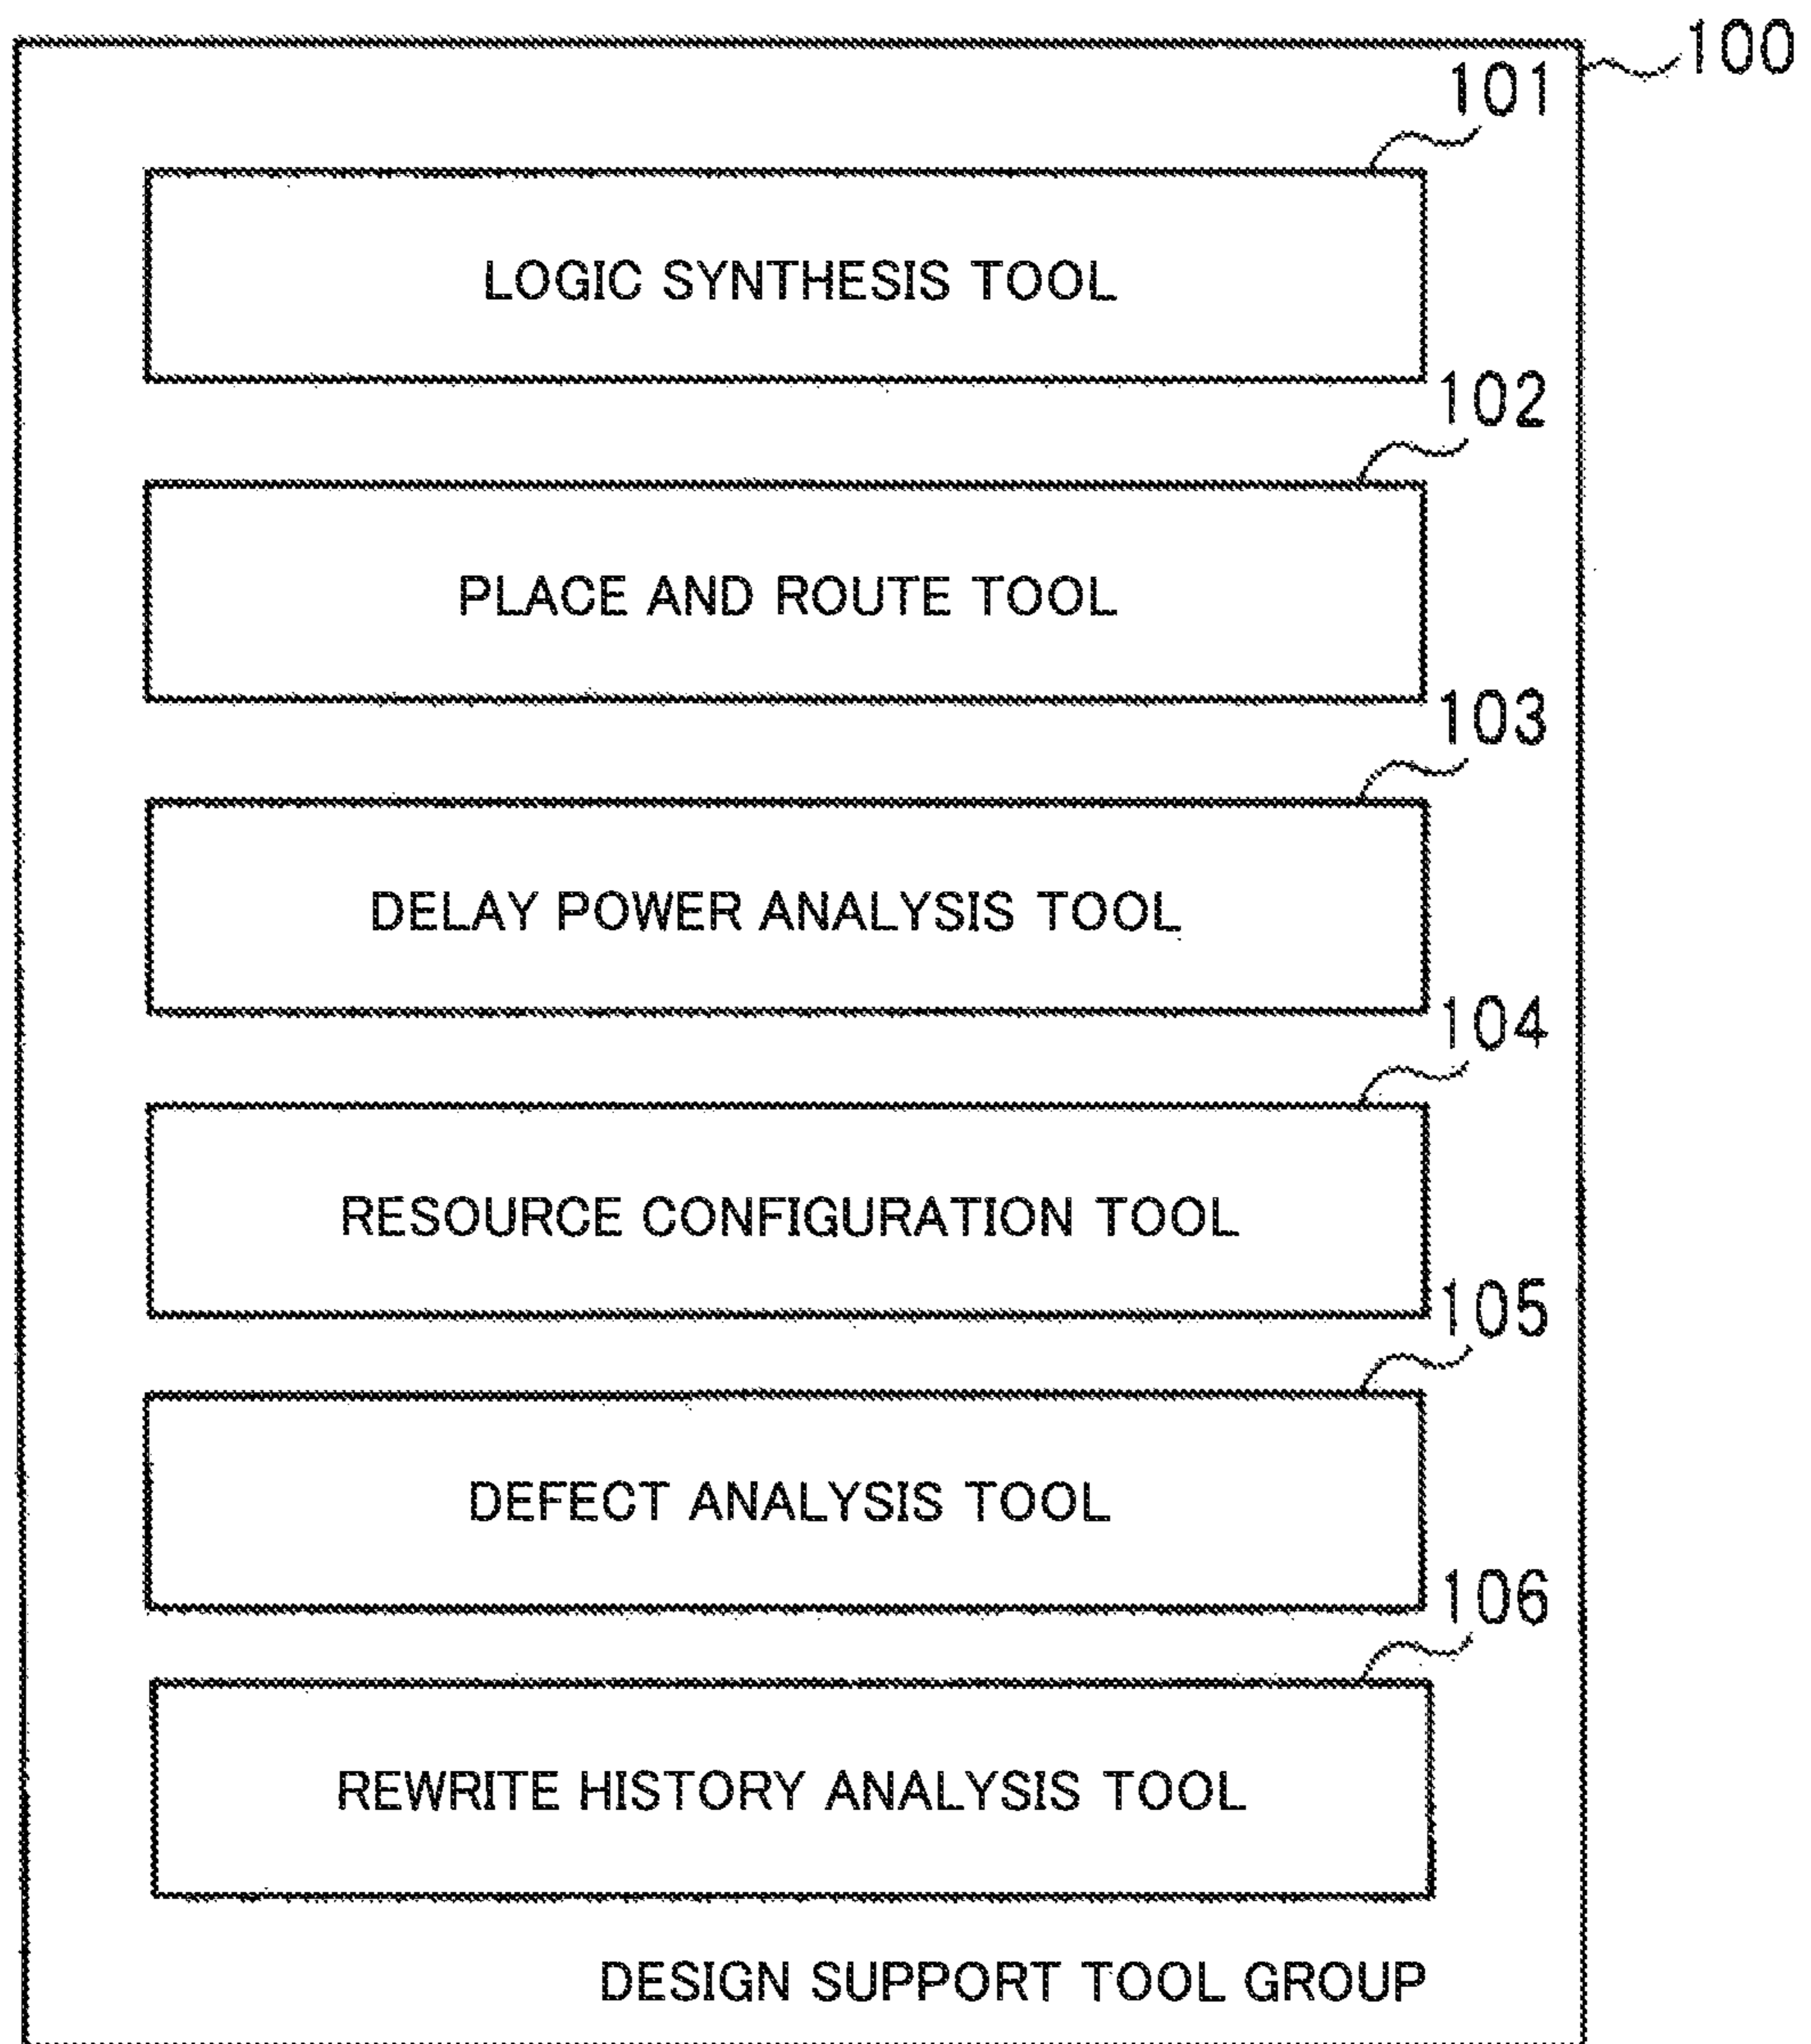 100
101
LOGIC SYNTHESIS TOOL
102
PLACE AND ROUTE TOOL
103
DELAY POWER ANALYSIS TOOL
104
RESOURCE CONFIGURATION TOOL
105
DEFECT ANALYSIS TOOL
106
REWRITE HISTORY ANALYSIS TOOL
DESIGN SUPPORT TOOL GROUP